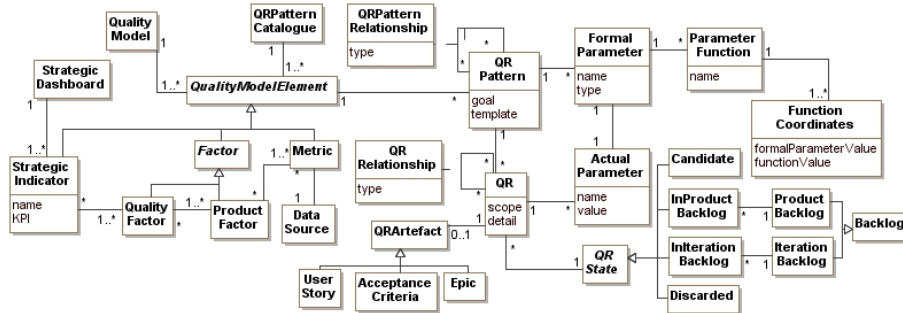 Quality
Model
1
1..*
QRPattern
Catalogue
1
1..*
QRPattern
Relationship
type
*
*
QR
Pattern
goal
template
1
*
Formal
Parameter
name
type
1
*
Parameter
Function
name
1
1..*
Strategic
Dashboard
1
1..*
QualityModelElement
1
*
Function
Coordinates
formalParameterValue
functionValue
Strategic
Indicator
name
KPI
*
1..*
Factor
Metric
1..*
*
*
1
Quality
Factor
*
1..*
Product
Factor
Data
Source
QR
Relationship
type
*
*
1
*
QR
scope
detail
1
*
1
1
Actual
Parameter
name
value
Candidate
InProduct
Backlog
*
1
Product
Backlog
Backlog
QRArtefact
1
0..1
*
1
QR
State
InIteration
Backlog
*
1
Iteration
Backlog
User
Story
Acceptance
Criteria
Epic
Discarded